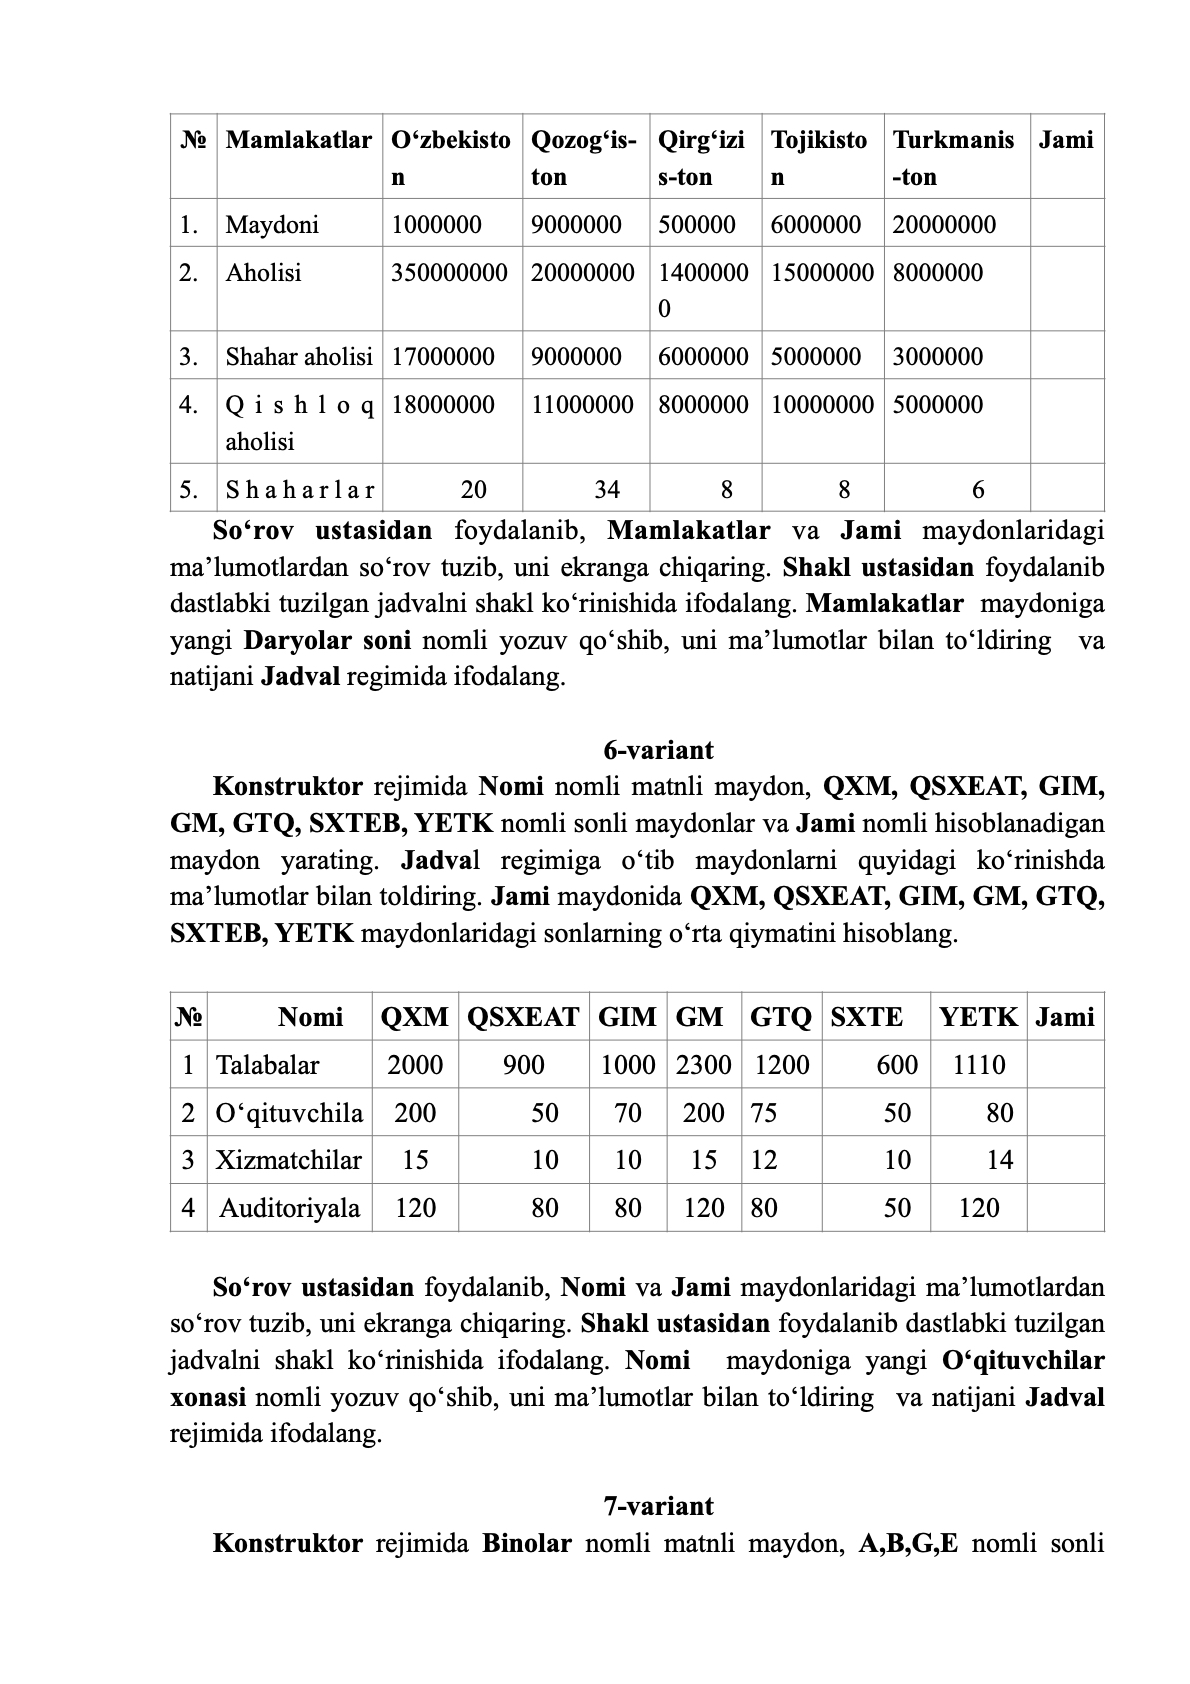 № Mamlakatlar O‘zbekisto Qozog‘is- Qirg‘izi Tojikisto Turkmanis Jami
n ton s-ton n -ton
1. Maydoni 1000000 9000000 500000 6000000 20000000
2. Aholisi 350000000 20000000 1400000 15000000 8000000
0
3. Shahar aholisi 17000000 9000000 6000000 5000000 3000000
4. Qishloq 18000000 11000000 8000000 10000000 5000000
aholisi
5. Shaharlar 20 34 8 8 6
So‘rov ustasidan foydalanib, Mamlakatlar va Jami maydonlaridagi
ma’lumotlardan so‘rov tuzib, uni ekranga chiqaring. Shakl ustasidan foydalanib
dastlabki tuzilgan jadvalni shakl ko‘rinishida ifodalang. Mamlakatlar maydoniga
yangi Daryolar soni nomli yozuv qo‘shib, uni ma’lumotlar bilan to‘ldiring va
natijani Jadval regimida ifodalang.
6-variant
Konstruktor rejimida Nomi nomli matnli maydon, QXM, QSXEAT, GIM,
GM, GTQ, SXTEB, YETK nomli sonli maydonlar va Jami nomli hisoblanadigan
maydon yarating. Jadval regimiga o‘tib maydonlarni quyidagi ko‘rinishda
ma’lumotlar bilan toldiring. Jami maydonida QXM, QSXEAT, GIM, GM, GTQ,
SXTEB, YETK maydonlaridagi sonlarning o‘rta qiymatini hisoblang.
№ Nomi QXM QSXEAT GIM GM GTQ SXTE YETK Jami
1 Talabalar 2000 900 1000 2300 1200 600 1110
2 O‘qituvchila 200 50 70 200 75 50 80
3 Xizmatchilar 15 10 10 15 12 10 14
4 Auditoriyala 120 80 80 120 80 50 120
So‘rov ustasidan foydalanib, Nomi va Jami maydonlaridagi ma’lumotlardan
so‘rov tuzib, uni ekranga chiqaring. Shakl ustasidan foydalanib dastlabki tuzilgan
jadvalni shakl ko‘rinishida ifodalang. Nomi maydoniga yangi O‘qituvchilar
xonasi nomli yozuv qo‘shib, uni ma’lumotlar bilan to‘ldiring va natijani Jadval
rejimida ifodalang.
7-variant
Konstruktor rejimida Binolar nomli matnli maydon, A,B,G,E nomli sonli